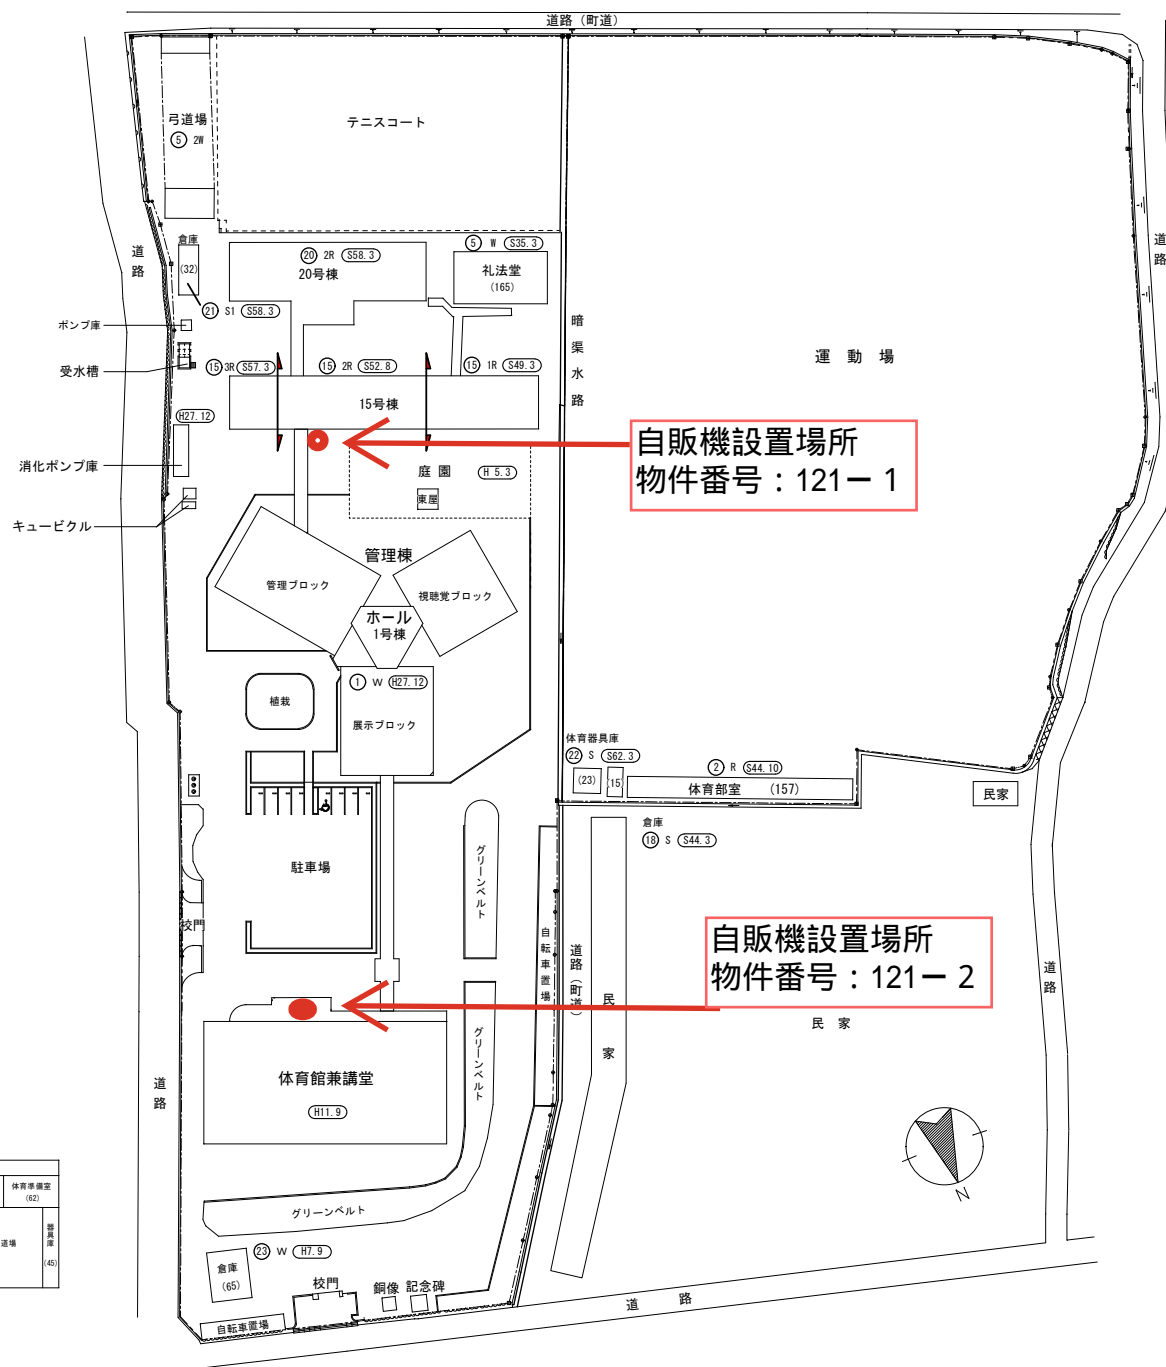 道路（町道）
弓道場
⑤ 2W
テニスコート
道路
道路
倉庫
(32)
⑳ 2R S58.3
20号棟
⑤ W S35.3
礼法堂
(165)
㉑ S1 S58.3
ポンプ庫
受水槽
⑮ 3R S57.3
⑮ 2R S52.8
⑮ 1R S49.3
暗渠水路
運動場
15号棟
H27.12
消化ポンプ庫
キュービクル
庭園 H5.3
東屋
自販機設置場所
物件番号：121－1
管理棟
管理ブロック
視聴覚ブロック
ホール
1号棟
① W H27.12
植栽
展示ブロック
体育器具庫
㉒ S S62.3
(23)
(15)
② R S44.10
体育部室 (157)
民家
倉庫
⑱ S S44.3
駐車場
グリーンベルト
校門
自転車置場
道路（町道）
民家
自販機設置場所
物件番号：121－2
民家
道路
グリーンベルト
体育館兼講堂
H11.9
道路
N
体育準備室
(62)
道場
器具庫
(45)
グリーンベルト
㉓ W H7.9
倉庫
(65)
校門
銅像 記念碑
自転車置場
道路